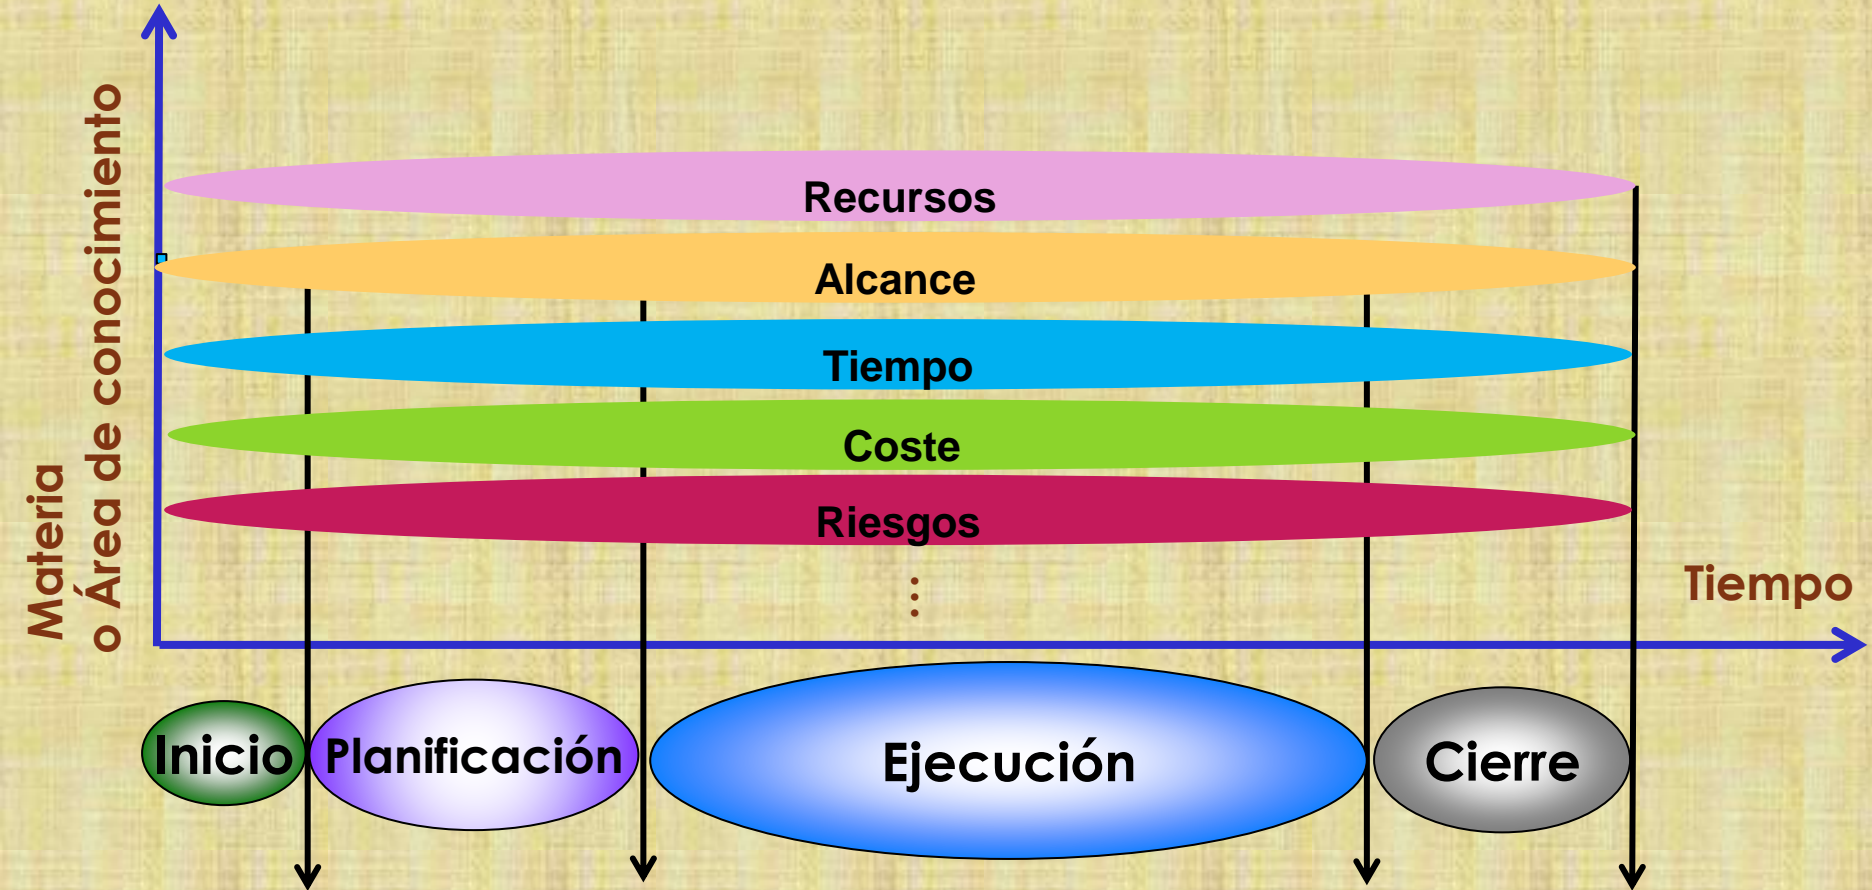 Materia
o Área de conocimiento
Recursos
Alcance
Tiempo
Coste
Riesgos
...
Tiempo
Inicio
Planificación
Ejecución
Cierre